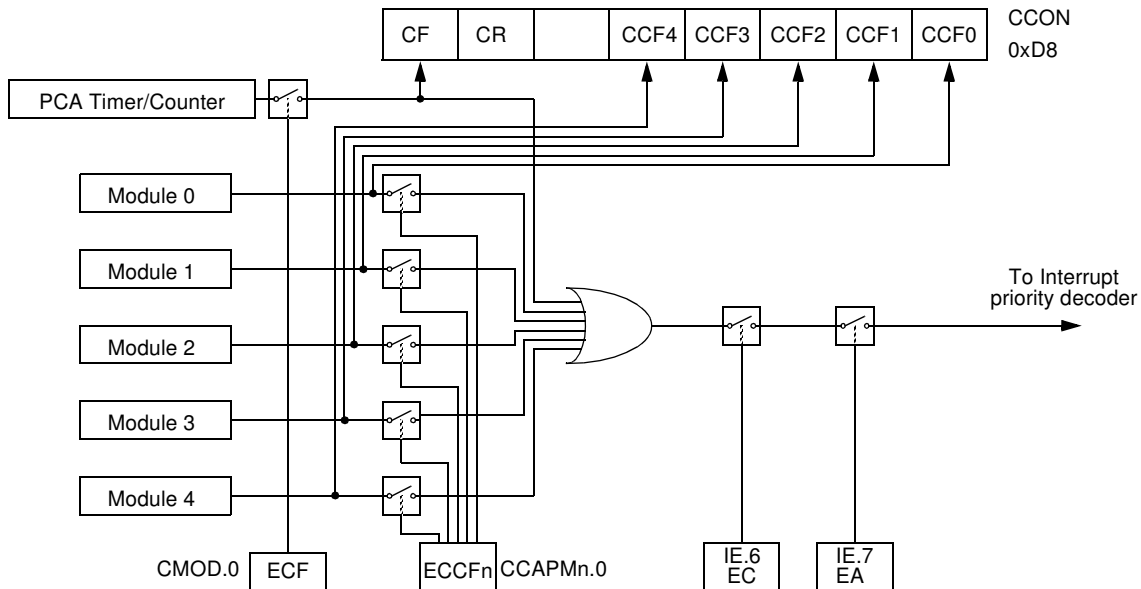 CF CR CCF4 CCF3 CCF2 CCF1 CCF0
CCON
0xD8
PCA Timer/Counter
Module 0
Module 1
Module 2
Module 3
Module 4
To Interrupt
priority decoder
CMOD.0 ECF
ECCFn CCAPMn.0
IE.6
EC
IE.7
EA